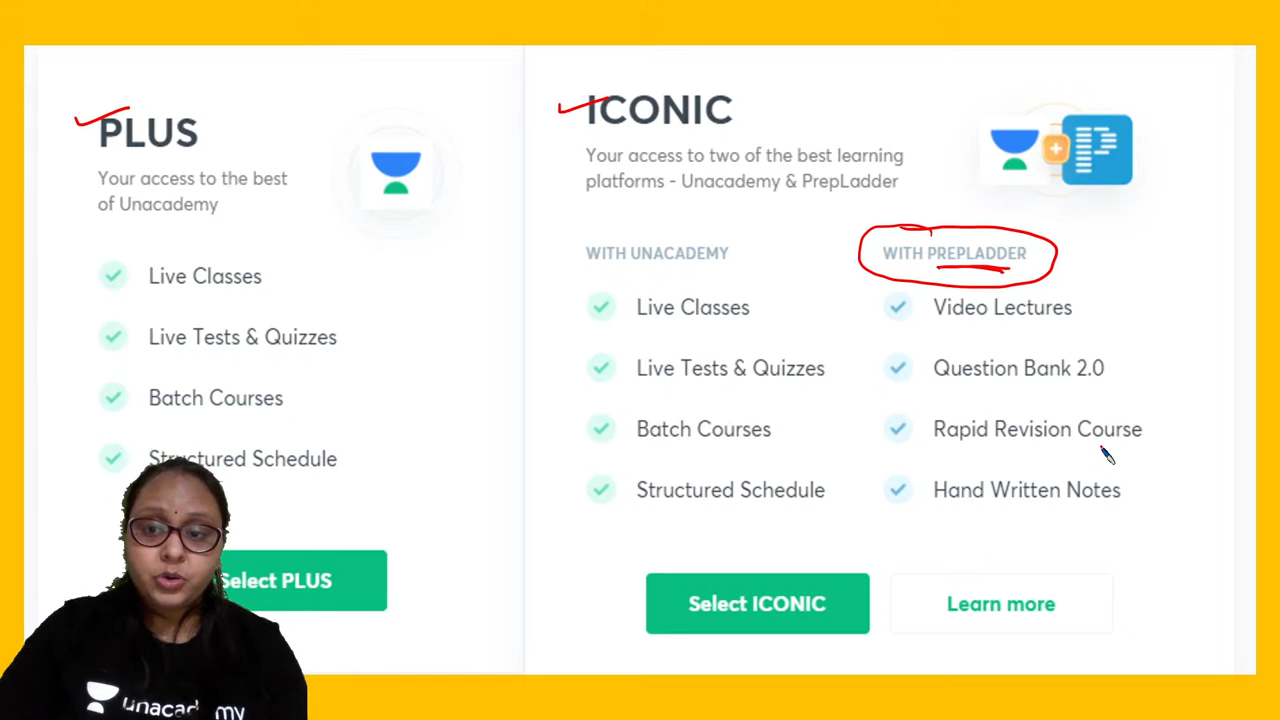 PLUS
Your access to the best
of Unacademy
Live Classes
Live Tests & Quizzes
Batch Courses
Structured Schedule
Select PLUS
ICONIC
Your access to two of the best learning
platforms - Unacademy & PrepLadder
WITH UNACADEMY
Live Classes
Live Tests & Quizzes
Batch Courses
Structured Schedule
WITH PREPLADDER
Video Lectures
Question Bank 2.0
Rapid Revision Course
Hand Written Notes
Select ICONIC
Learn more
unacademy